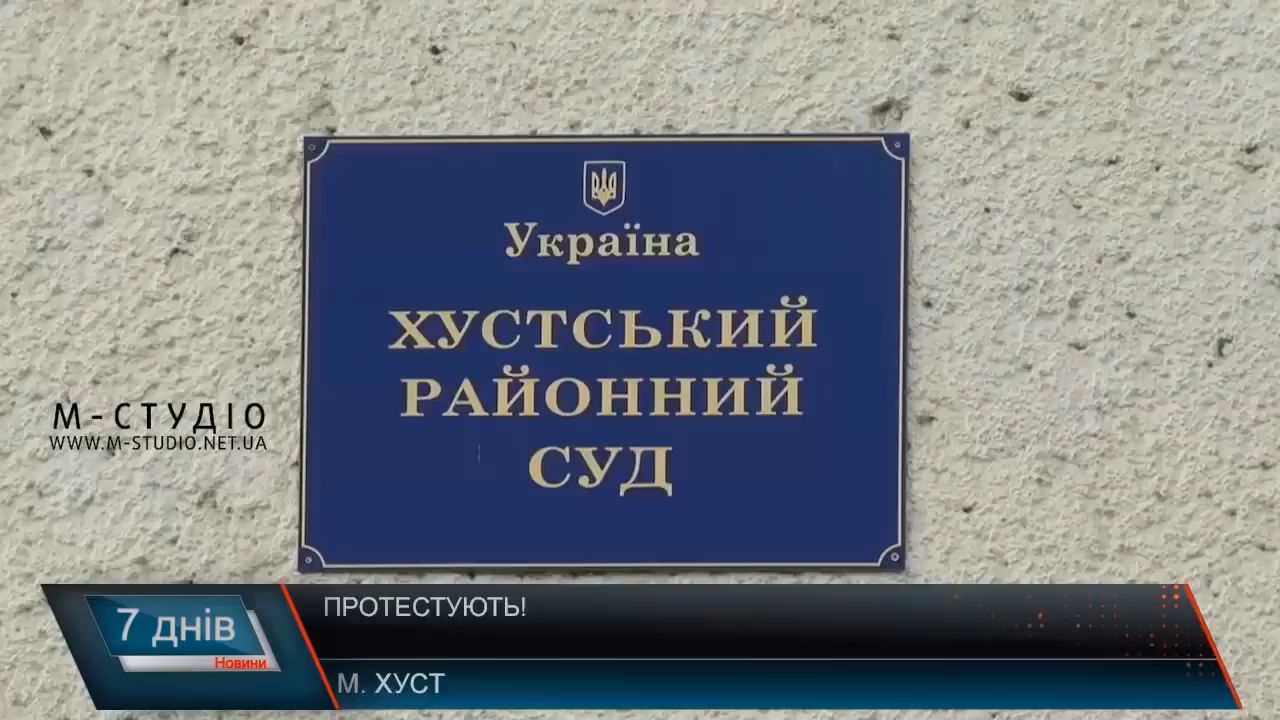 Україна
ХУСТСЬКИЙ
РАЙОННИЙ
СУД
М-СТУДІО
WWW.M-STUDIO.NET.UA
7 днів
Новини
ПРОТЕСТУЮТЬ!
М. ХУСТ